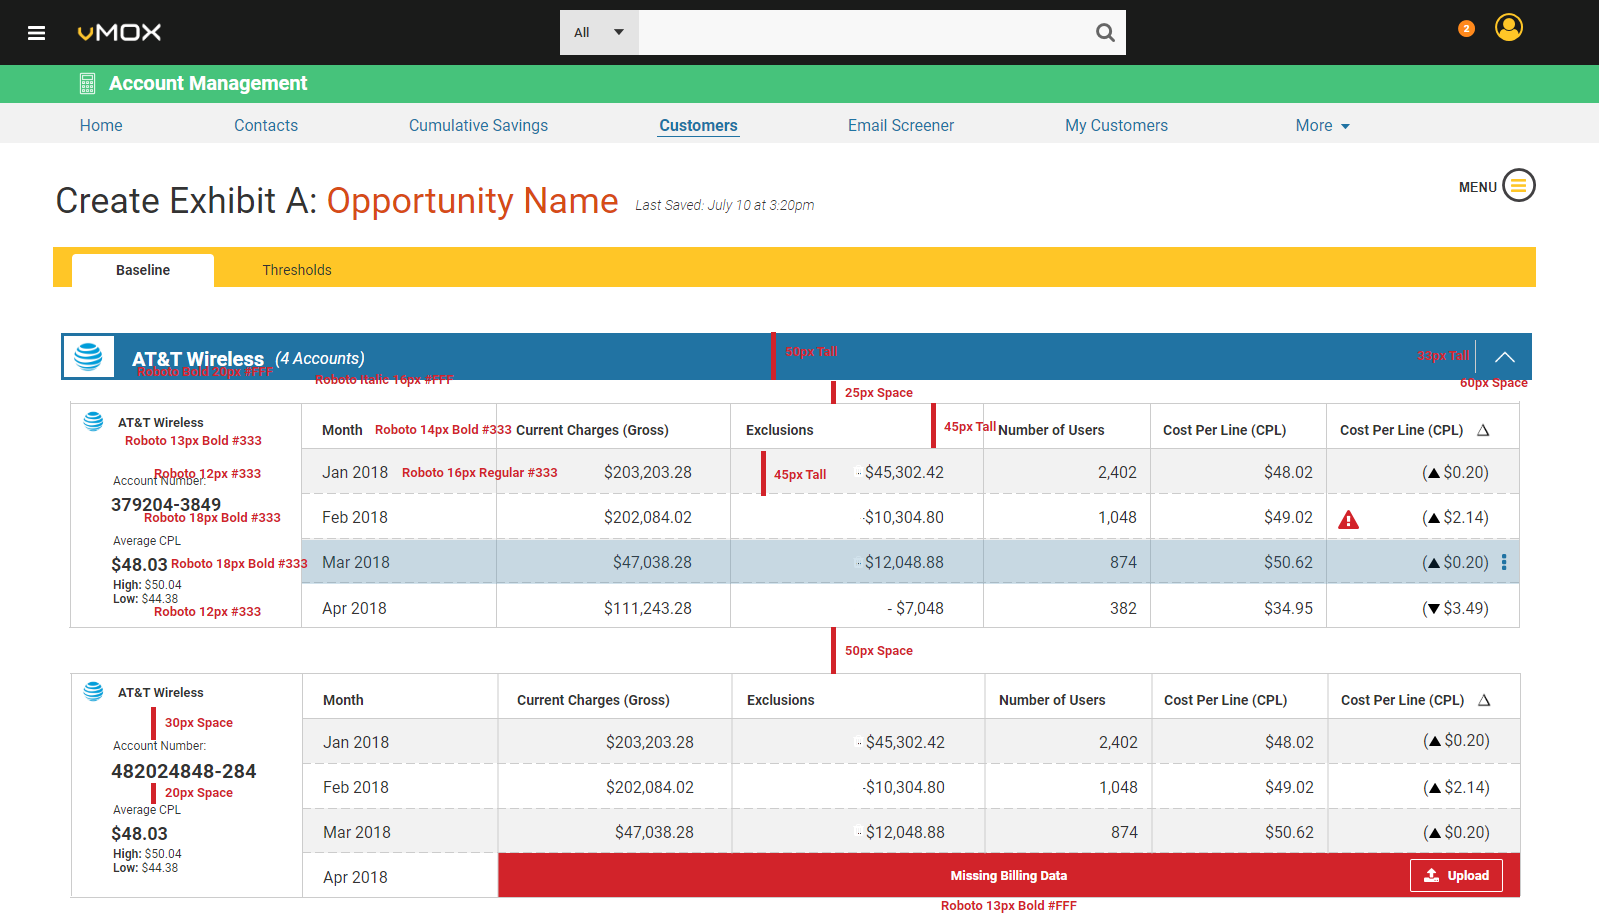 vMOX
All
2
Account Management
Home Contacts Cumulative Savings Customers Email Screener My Customers More
Create Exhibit A: Opportunity Name Last Saved: July 10 at 3:20pm
MENU
Baseline Thresholds
AT&T Wireless (4 Accounts) 50px Tall 33px Tall
Roboto Bold 20px #FFF Roboto Italic 16px #FFF 60px Space
25px Space
AT&T Wireless
Roboto 13px Bold #333
Month Roboto 14px Bold #333 Current Charges (Gross) Exclusions 45px Tall Number of Users Cost Per Line (CPL) Cost Per Line (CPL) △
Roboto 12px #333
Account Number:
379204-3849
Roboto 18px Bold #333
Average CPL
$48.03 Roboto 18px Bold #333
High: $50.04
Low: $44.38
Roboto 12px #333
Jan 2018 Roboto 16px Regular #333 $203,203.28 45px Tall -$45,302.42 2,402 $48.02 (▲$0.20)
Feb 2018 $202,084.02 -$10,304.80 1,048 $49.02 (▲$2.14)
Mar 2018 $47,038.28 -$12,048.88 874 $50.62 (▲$0.20)
Apr 2018 $111,243.28 - $7,048 382 $34.95 (▼$3.49)
50px Space
AT&T Wireless
30px Space
Account Number:
482024848-284
20px Space
Average CPL
$48.03
High: $50.04
Low: $44.38
Month Current Charges (Gross) Exclusions Number of Users Cost Per Line (CPL) Cost Per Line (CPL) △
Jan 2018 $203,203.28 -$45,302.42 2,402 $48.02 (▲$0.20)
Feb 2018 $202,084.02 -$10,304.80 1,048 $49.02 (▲$2.14)
Mar 2018 $47,038.28 -$12,048.88 874 $50.62 (▲$0.20)
Apr 2018 Missing Billing Data Upload
Roboto 13px Bold #FFF